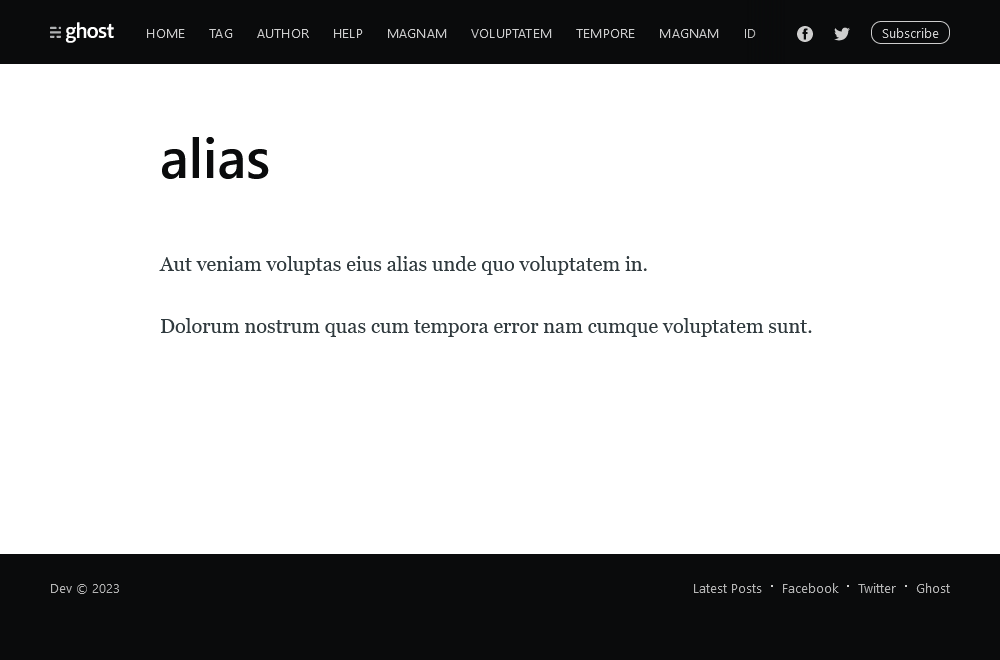 ghost HOME TAG AUTHOR HELP MAGNAM VOLUPTATEM TEMPORE MAGNAM ID Subscribe
alias
Aut veniam voluptas eius alias unde quo voluptatem in.
Dolorum nostrum quas cum tempora error nam cumque voluptatem sunt.
Dev © 2023 Latest Posts · Facebook · Twitter · Ghost